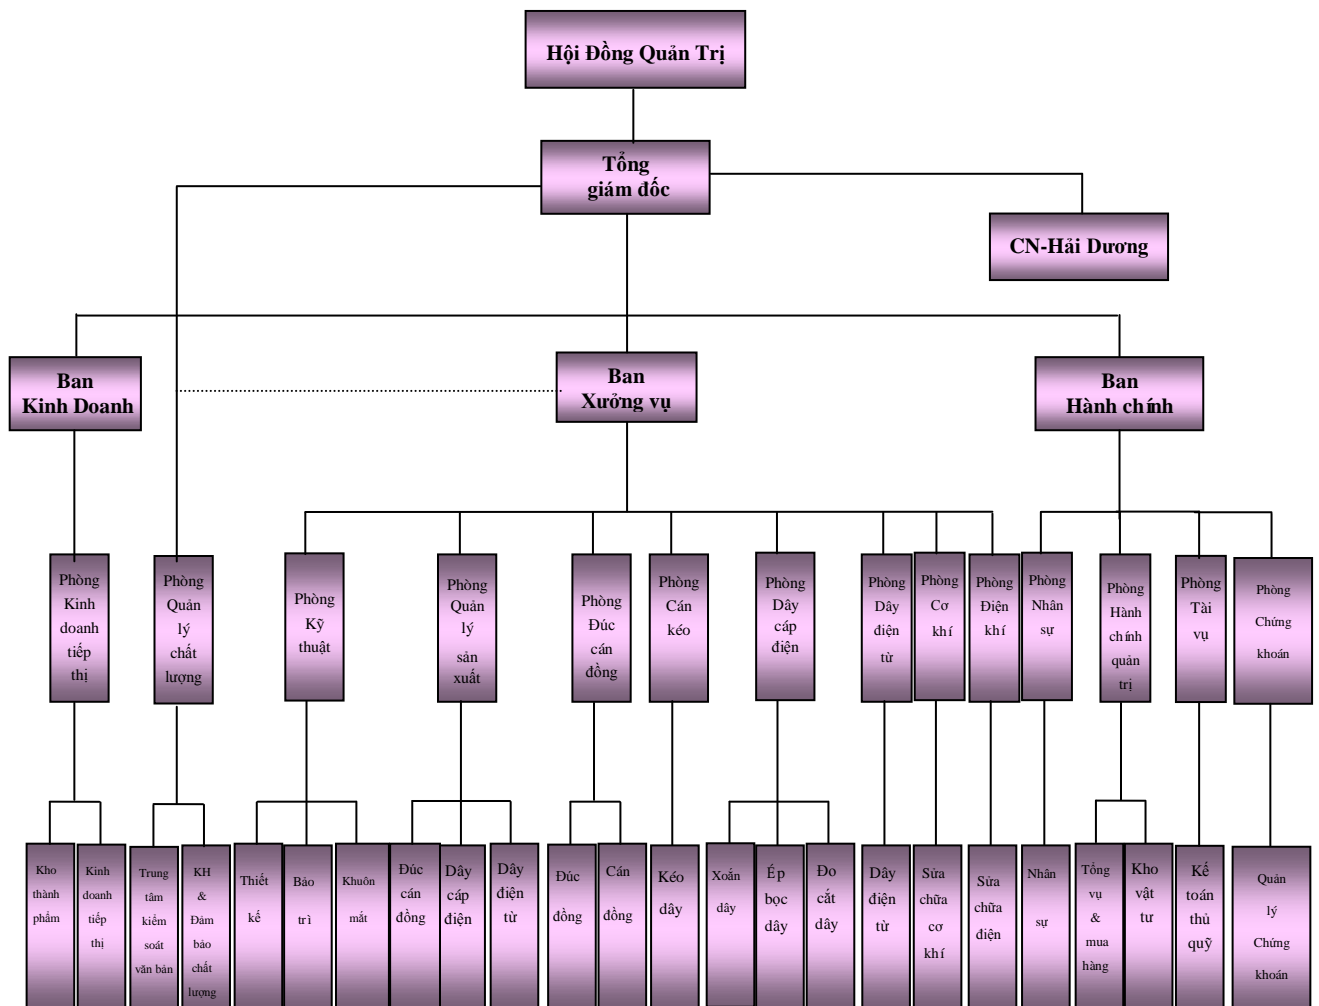 Hội Đồng Quản Trị
Tổng
giám đốc
CN-Hải Dương
Ban
Kinh Doanh
Ban
Xưởng vụ
Ban
Hành chính
Phòng
Kinh
doanh
tiếp
thị
Phòng
Quản
lý
chất
lượng
Phòng
Kỹ
thuật
Phòng
Quản
lý
sản
xuất
Phòng
Đúc
cán
đồng
Phòng
Cán
kéo
Phòng
Dây
cáp
điện
Phòng
Dây
điện
từ
Phòng
Cơ
khí
Phòng
Điện
khí
Phòng
Nhân
sự
Phòng
Hành
chính
quản
trị
Phòng
Tài
vụ
Phòng
Chứng
khoán
Kho
thành
phẩm
Kinh
doanh
tiếp
thị
Trung
tâm
kiểm
soát
văn bản
KH
&
Đảm
bảo
chất
lượng
Thiết
kế
Bảo
trì
Khuôn
mắt
Đúc
cán
đồng
Dây
cáp
điện
Dây
điện
từ
Đúc
đồng
Cán
đồng
Kéo
dây
Xoắn
dây
Ép
bọc
dây
Đo
cắt
dây
Dây
điện
từ
Sửa
chữa
cơ
khí
Sửa
chữa
điện
Nhân
sự
Tổng
vụ
&
mua
hàng
Kho
vật
tư
Kế
toán
thủ
quỹ
Quản
lý
Chứng
khoán